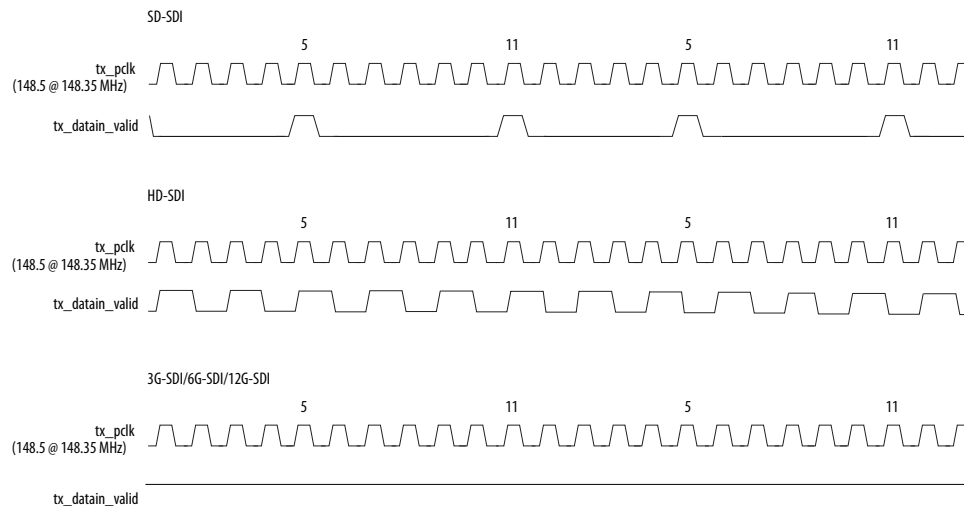 SD-SDI
5 11 5 11
tx_pclk
(148.5 @ 148.35 MHz)
tx_datain_valid
HD-SDI
5 11 5 11
tx_pclk
(148.5 @ 148.35 MHz)
tx_datain_valid
3G-SDI/6G-SDI/12G-SDI
5 11 5 11
tx_pclk
(148.5 @ 148.35 MHz)
tx_datain_valid